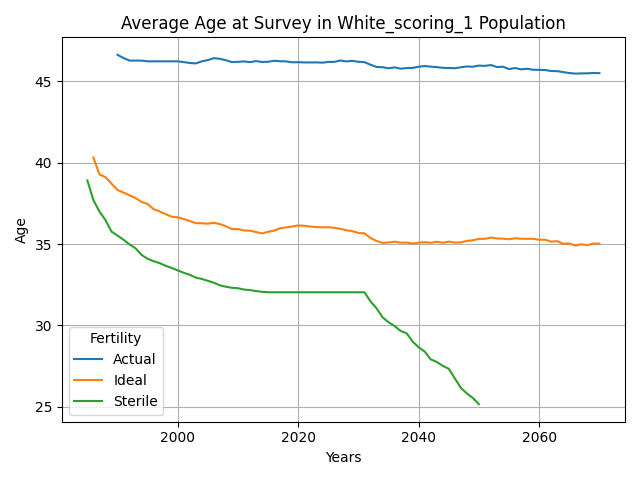 Average Age at Survey in White_scoring_1 Population
Age
45
40
35
30
25
Fertility
Actual
Ideal
Sterile
2000
2020
2040
2060
Years